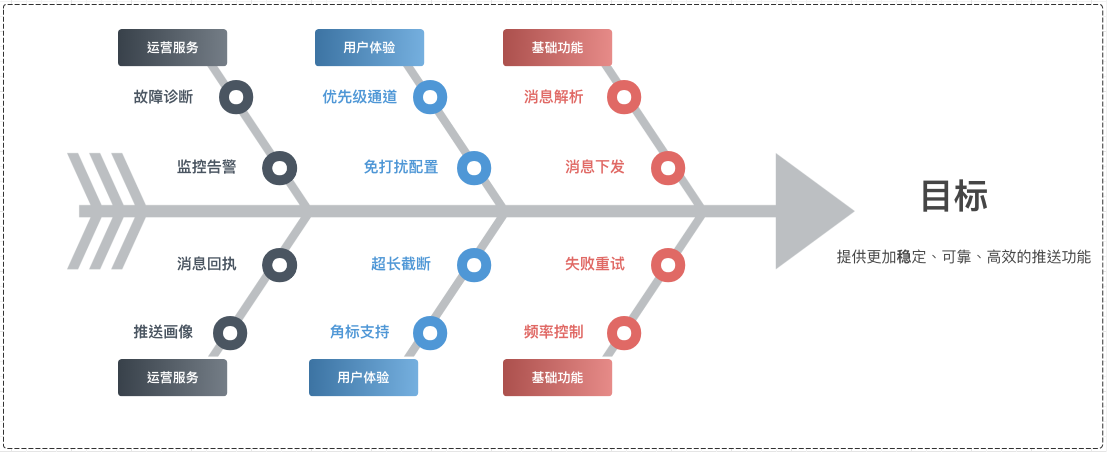 运营服务
用户体验
基础功能
故障诊断
优先级通道
消息解析
监控告警
免打扰配置
消息下发
目标
提供更加稳定、可靠、高效的推送功能
消息回执
超长截断
失败重试
推送画像
角标支持
频率控制
运营服务
用户体验
基础功能